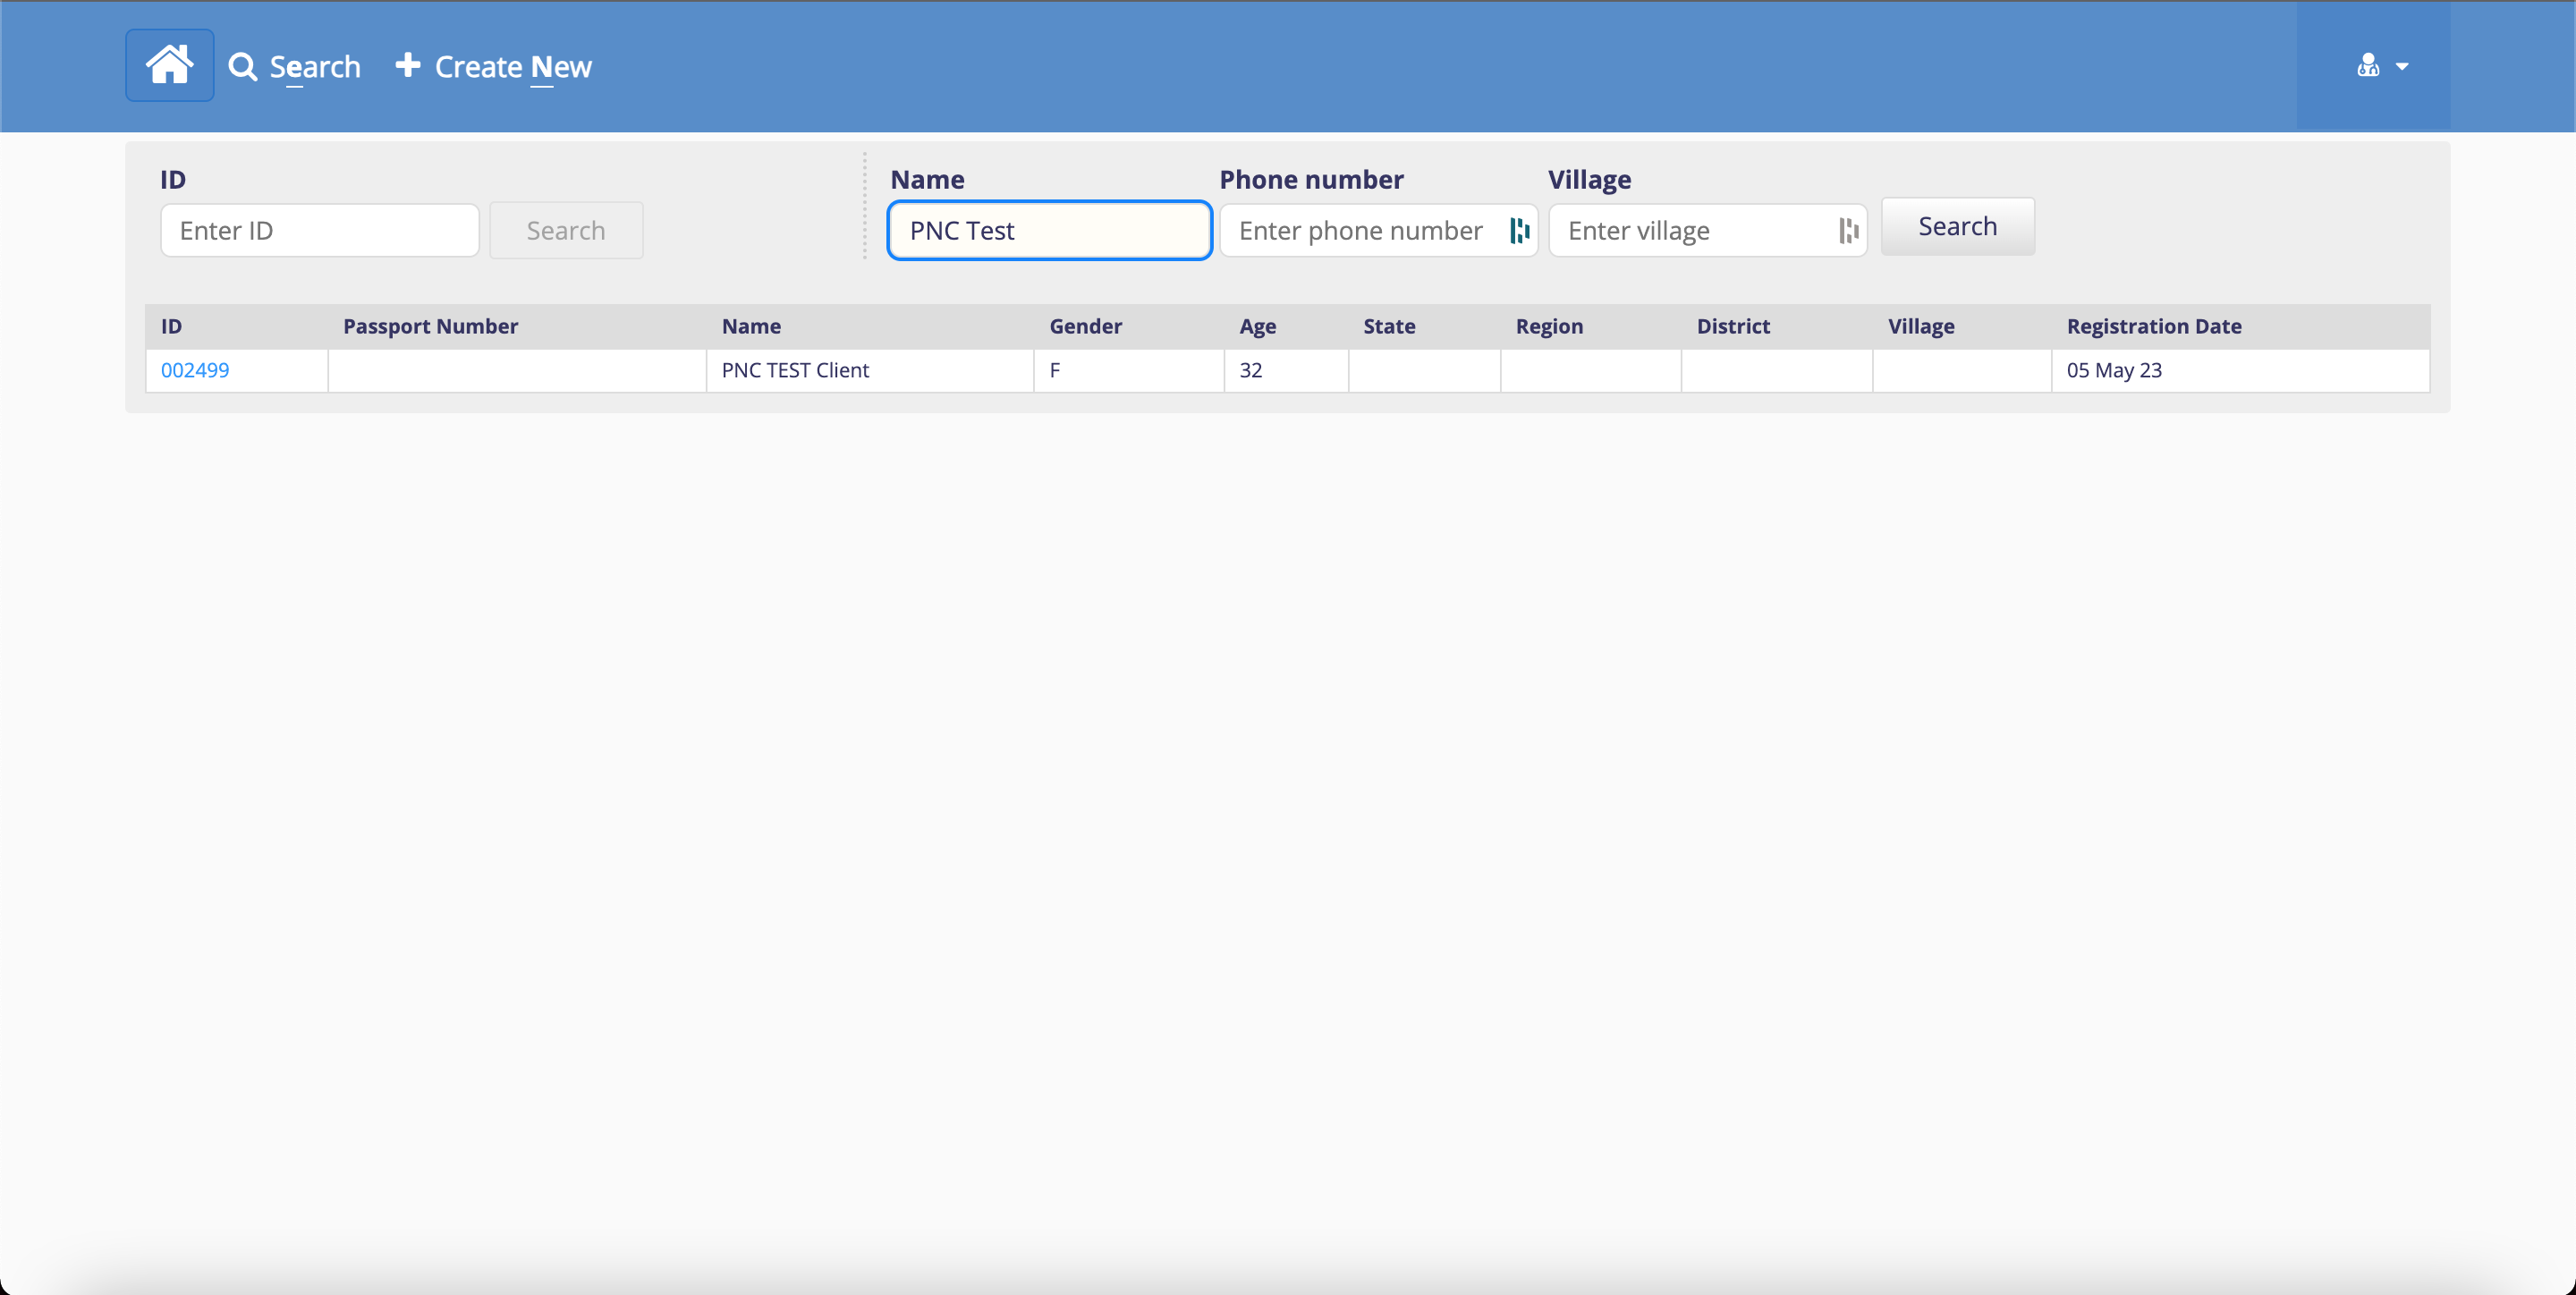 Search Create New
ID Name Phone number Village
Enter ID Search PNC Test Enter phone number Enter village Search
ID Passport Number Name Gender Age State Region District Village Registration Date
002499 PNC TEST Client F 32 05 May 23